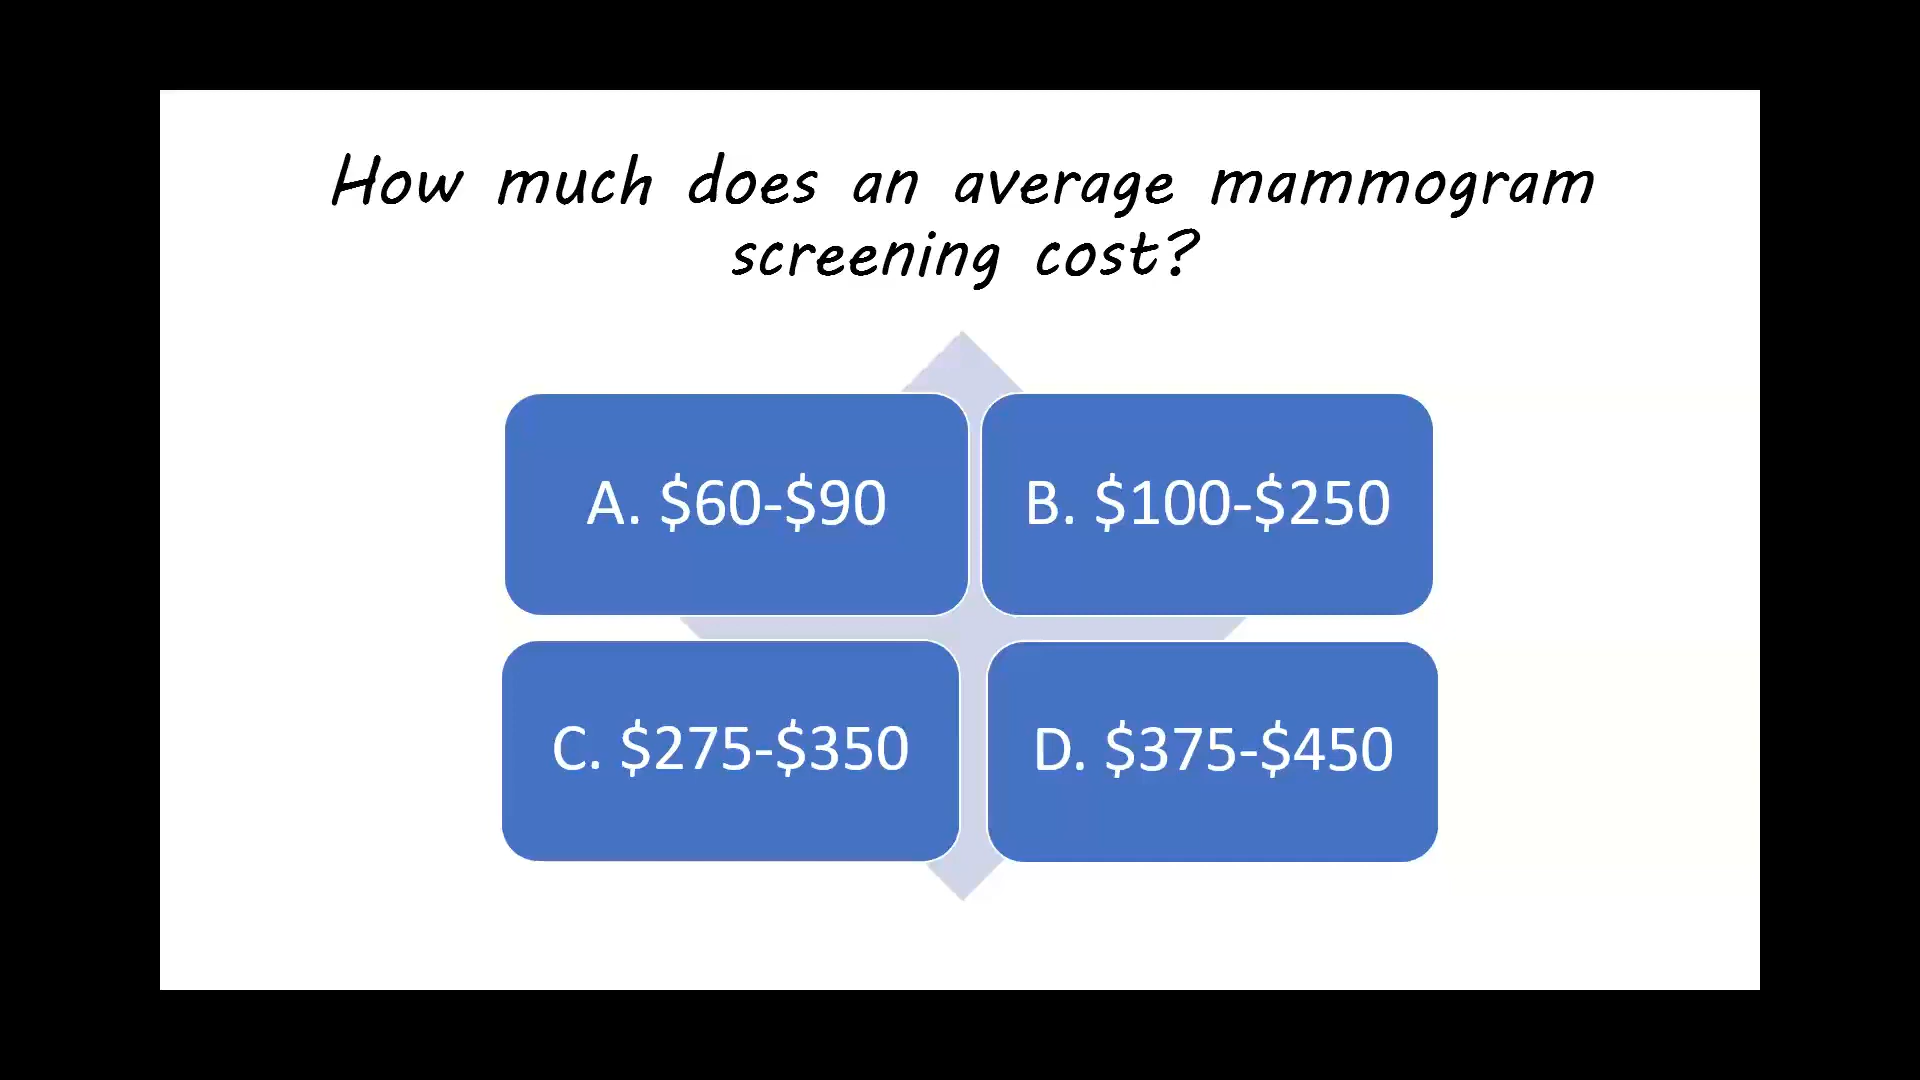 How much does an average mammogram
screening cost?
A. $60-$90
B. $100-$250
C. $275-$350
D. $375-$450